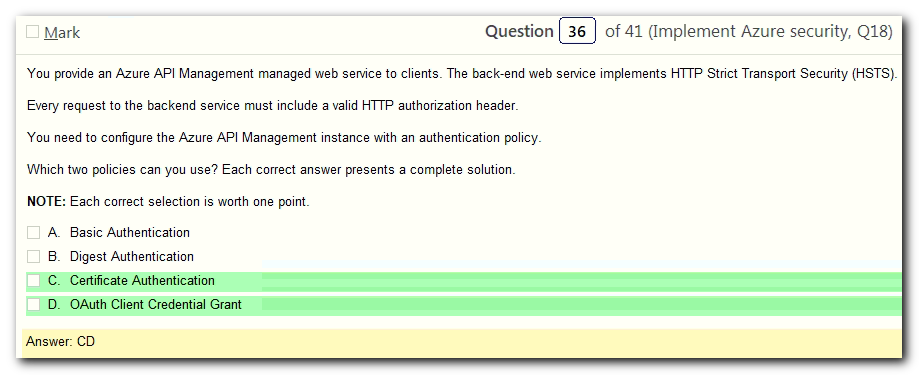 Mark Question 36 of 41 (Implement Azure security, Q18)
You provide an Azure API Management managed web service to clients. The back-end web service implements HTTP Strict Transport Security (HSTS).
Every request to the backend service must include a valid HTTP authorization header.
You need to configure the Azure API Management instance with an authentication policy.
Which two policies can you use? Each correct answer presents a complete solution.
NOTE: Each correct selection is worth one point.
A. Basic Authentication
B. Digest Authentication
C. Certificate Authentication
D. OAuth Client Credential Grant
Answer: CD